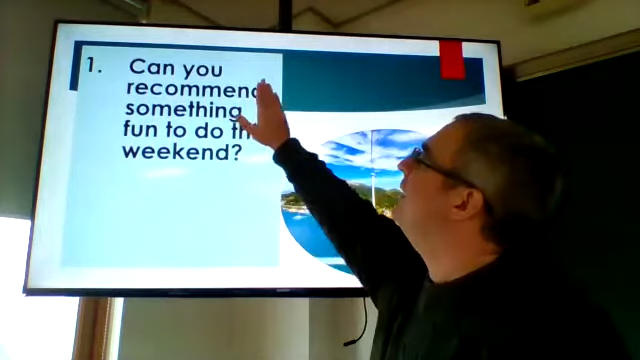 1. Can you
recommend
something
fun to do
weekend?